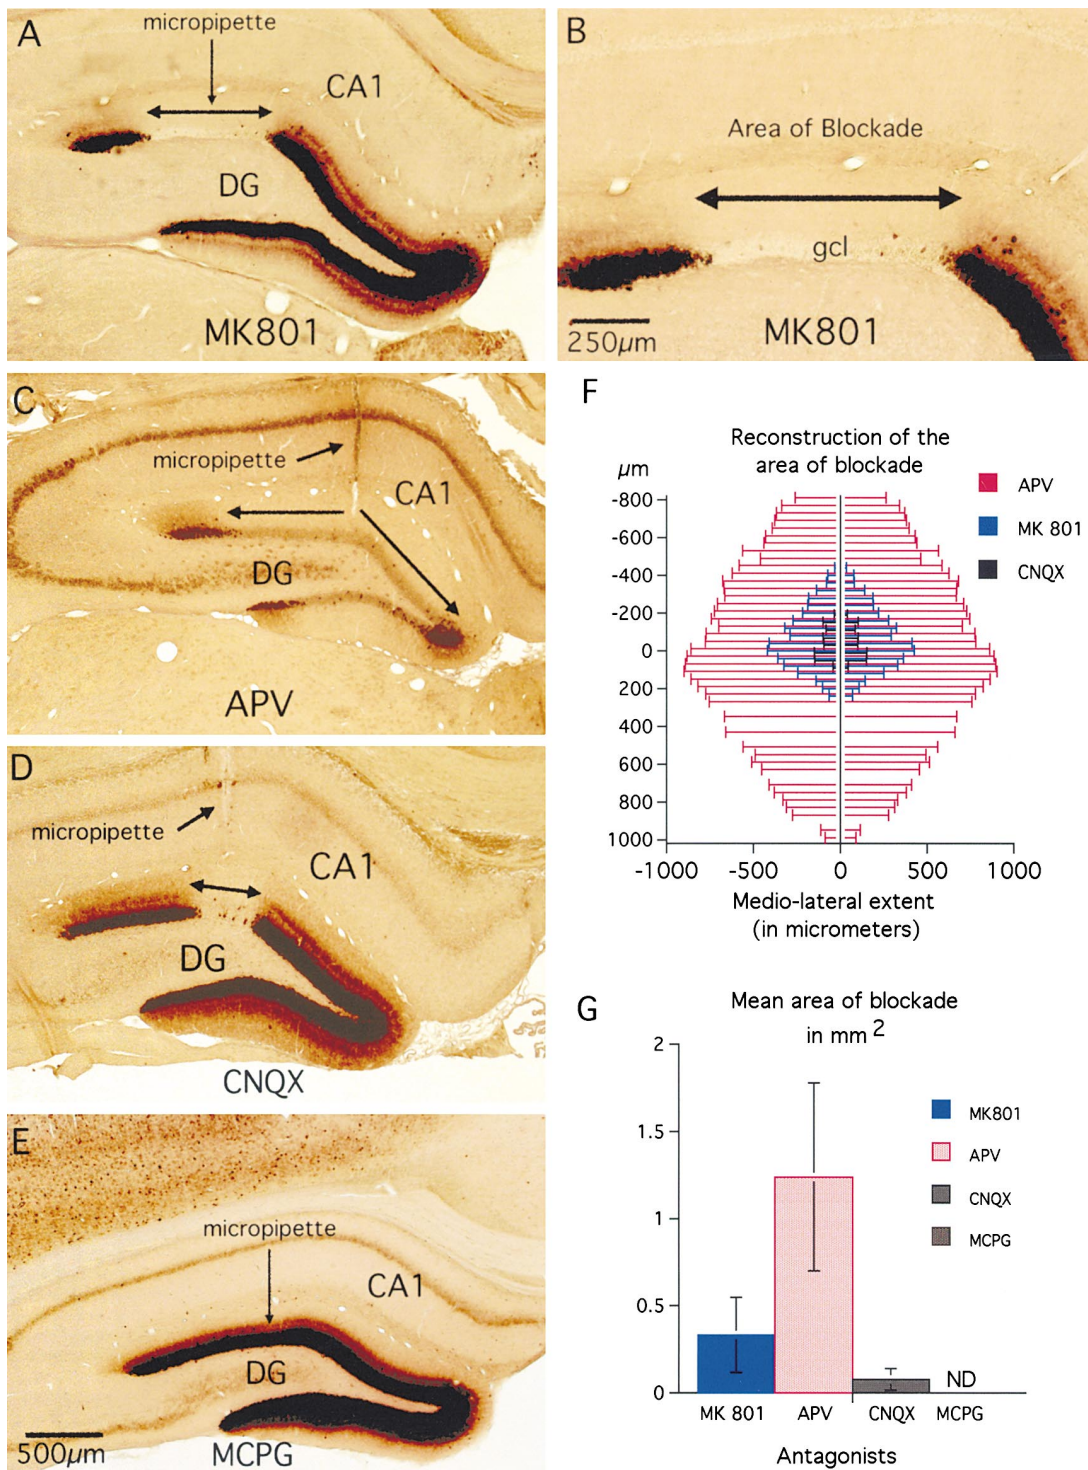 A
micropipette
CA1
DG
MK801
B
Area of Blockade
gcl
250µm
MK801
C
micropipette
CA1
DG
APV
D
micropipette
CA1
DG
CNQX
E
micropipette
CA1
DG
500µm
MCPG
F
Reconstruction of the
area of blockade
µm
-800
-600
-400
-200
0
200
400
600
800
1000
-1000 -500 0 500 1000
Medio-lateral extent
(in micrometers)
APV
MK 801
CNQX
G
Mean area of blockade
in mm 2
2
1.5
1
0.5
0
MK801
APV
CNQX
MCPG
ND
MK 801 APV CNQX MCPG
Antagonists